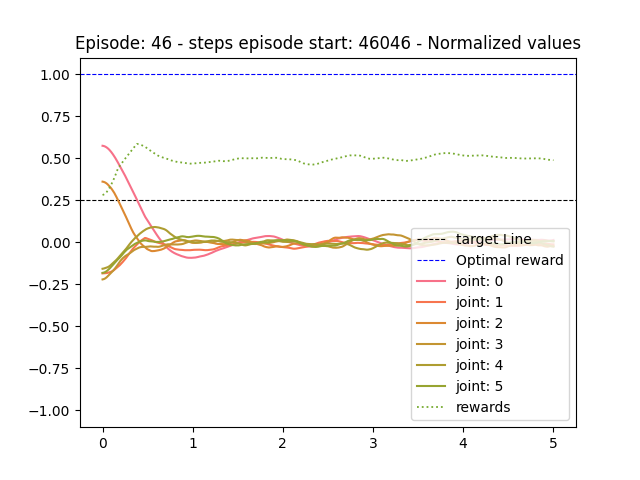 Episode: 46 - steps episode start: 46046 - Normalized values
1.00
0.75
0.50
0.25
0.00
−0.25
−0.50
−0.75
−1.00
target Line
Optimal reward
joint: 0
joint: 1
joint: 2
joint: 3
joint: 4
joint: 5
rewards
0 1 2 3 4 5